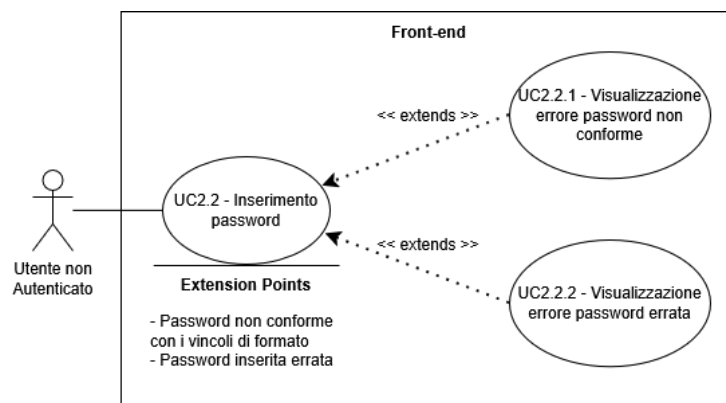 Front-end
UC2.2.1 - Visualizzazione
errore password non
conforme
<< extends >>
UC2.2 - Inserimento
password
Utente non
Autenticato
<< extends >>
UC2.2.2 - Visualizzazione
errore password errata
Extension Points
- Password non conforme
con i vincoli di formato
- Password inserita errata